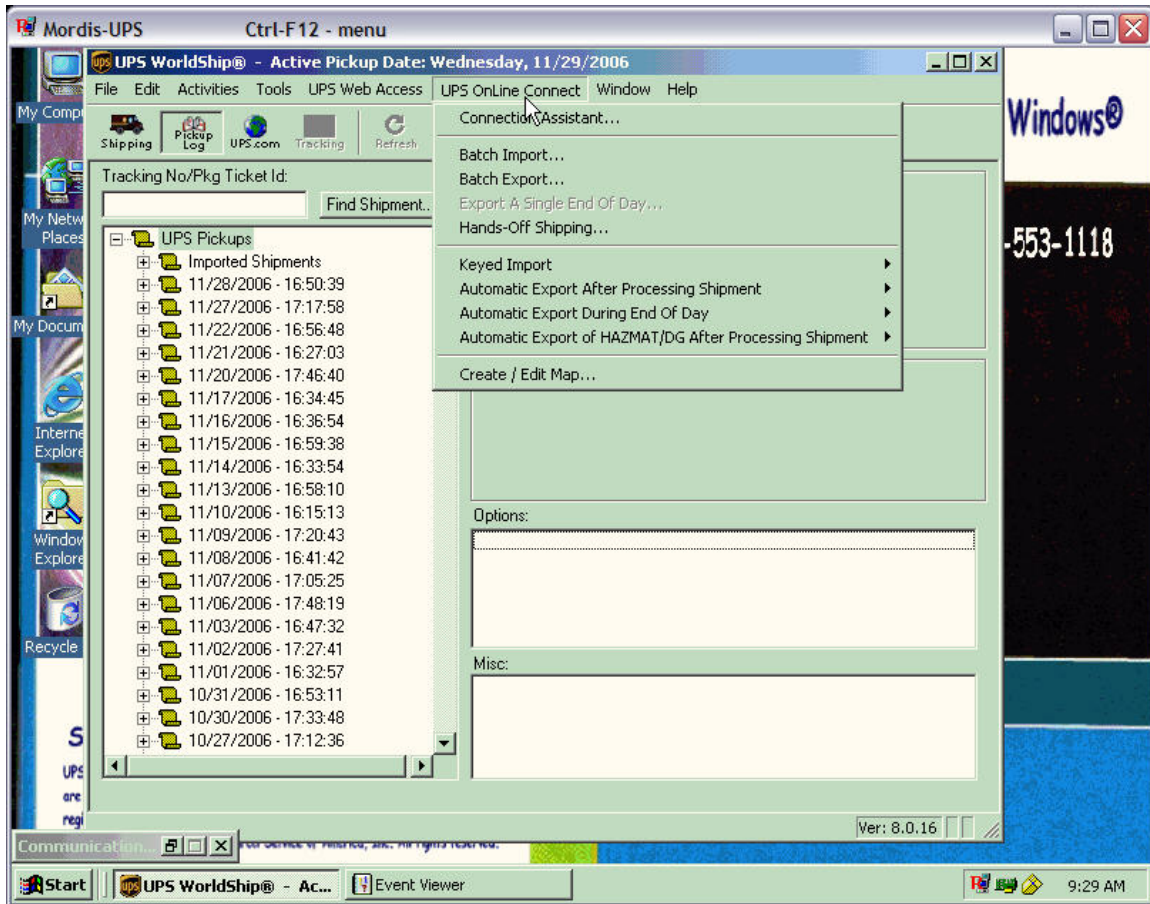 Mordis-UPS Ctrl-F12 - menu
UPS WorldShip® - Active Pickup Date: Wednesday, 11/29/2006
File Edit Activities Tools UPS Web Access UPS OnLine Connect Window Help
Shipping Pickup Log UPS.com Tracking Refresh
Connection Assistant...
Batch Import...
Batch Export...
Export A Single End Of Day...
Hands-Off Shipping...
Keyed Import
Automatic Export After Processing Shipment
Automatic Export During End Of Day
Automatic Export of HAZMAT/DG After Processing Shipment
Create / Edit Map...
Tracking No/Pkg Ticket Id:
Find Shipment..
UPS Pickups
Imported Shipments
11/28/2006 - 16:50:39
11/27/2006 - 17:17:58
11/22/2006 - 16:56:48
11/21/2006 - 16:27:03
11/20/2006 - 17:46:40
11/17/2006 - 16:34:45
11/16/2006 - 16:36:54
11/15/2006 - 16:59:38
11/14/2006 - 16:33:54
11/13/2006 - 16:58:10
11/10/2006 - 16:15:13
11/09/2006 - 17:20:43
11/08/2006 - 16:41:42
11/07/2006 - 17:05:25
11/06/2006 - 17:48:19
11/03/2006 - 16:47:32
11/02/2006 - 17:27:41
11/01/2006 - 16:32:57
10/31/2006 - 16:53:11
10/30/2006 - 17:33:48
10/27/2006 - 17:12:36
Options:
Misc:
Ver: 8.0.16
My Comp
My Netw
Places
My Docum
Interne
Explore
Window
Explore
Recycle
Windows®
-553-1118
S
UPS
are
regi
Communication...
Start UPS WorldShip® - Ac... Event Viewer 9:29 AM